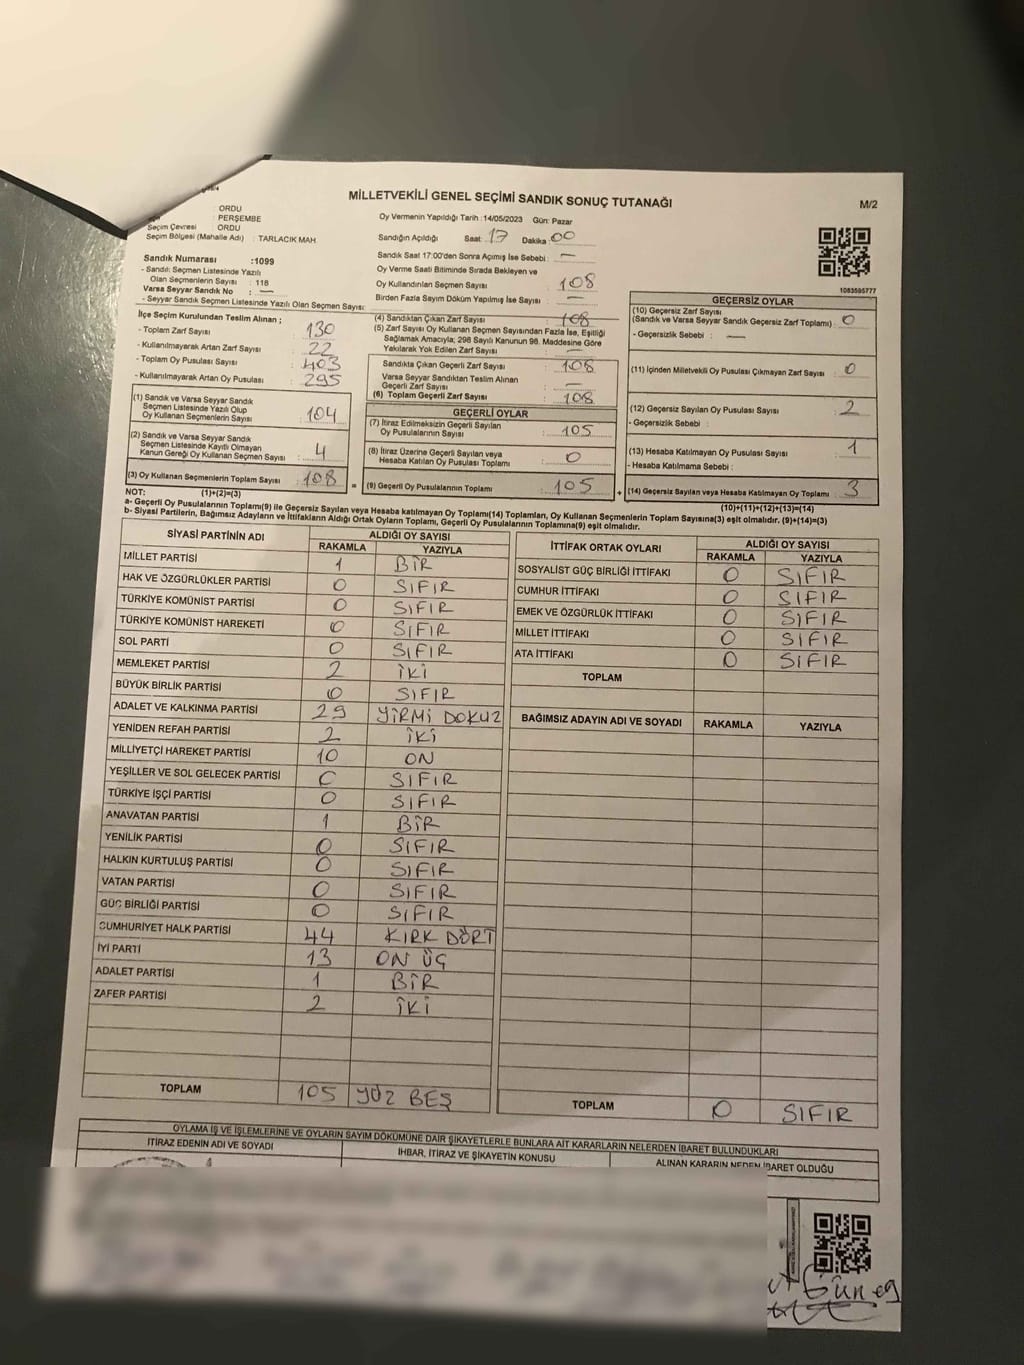 MİLLETVEKİLİ GENEL SEÇİMİ SANDIK SONUÇ TUTANAĞI
M/2
: ORDU
: PERŞEMBE
Seçim Çevresi : ORDU
Seçim Bölgesi (Mahalle Adı) : TARLACIK MAH.
Sandık Numarası :1099
- Sandık Seçmen Listesinde Yazılı
Olan Seçmenlerin Sayısı : 118
Varsa Seyyar Sandık No : —
- Seyyar Sandık Seçmen Listesinde Yazılı Olan Seçmen Sayısı:
Oy Vermenin Yapıldığı Tarih :14/05/2023 Gün: Pazar
Sandığın Açıldığı Saat: 17 Dakika: 00
Sandık Saat 17:00'den Sonra Açılmış İse Sebebi : —
Oy Verme Saati Bitiminde Sırada Bekleyen ve
Oy Kullandırılan Seçmen Sayısı : 108
Birden Fazla Sayım Döküm Yapılmış İse Sayısı : —
1083595777
İlçe Seçim Kurulundan Teslim Alınan ;
- Toplam Zarf Sayısı : 130
- Kullanılmayarak Artan Zarf Sayısı : 22
- Toplam Oy Pusulası Sayısı : 403
- Kullanılmayarak Artan Oy Pusulası : 295
(1) Sandık ve Varsa Seyyar Sandık
Seçmen Listesinde Yazılı Olup
Oy Kullanan Seçmenlerin Sayısı : 104
(2) Sandık ve Varsa Seyyar Sandık
Seçmen Listesinde Kayıtlı Olmayan
Kanun Gereği Oy Kullanan Seçmen Sayısı : 4
(3) Oy Kullanan Seçmenlerin Toplam Sayısı : 108
(4) Sandıktan Çıkan Zarf Sayısı : 108
(5) Zarf Sayısı Oy Kullanan Seçmen Sayısından Fazla İse, Eşitliği
Sağlamak Amacıyla; 298 Sayılı Kanunun 98. Maddesine Göre
Yakılarak Yok Edilen Zarf Sayısı : —
Sandıkta Çıkan Geçerli Zarf Sayısı : 108
Varsa Seyyar Sandıktan Teslim Alınan
Geçerli Zarf Sayısı : —
(6) Toplam Geçerli Zarf Sayısı : 108
GEÇERLİ OYLAR
(7) İtiraz Edilmeksizin Geçerli Sayılan
Oy Pusulalarının Sayısı : 105
(8) İtiraz Üzerine Geçerli Sayılan veya
Hesaba Katılan Oy Pusulası Toplamı : 0
= (9) Geçerli Oy Pusulalarının Toplamı : 105
GEÇERSİZ OYLAR
(10) Geçersiz Zarf Sayısı
(Sandık ve Varsa Seyyar Sandık Geçersiz Zarf Toplamı) : 0
- Geçersizlik Sebebi : —
(11) İçinden Milletvekili Oy Pusulası Çıkmayan Zarf Sayısı : 0
(12) Geçersiz Sayılan Oy Pusulası Sayısı : 2
- Geçersizlik Sebebi :
(13) Hesaba Katılmayan Oy Pusulası Sayısı : 1
- Hesaba Katılmama Sebebi :
+ (14) Geçersiz Sayılan veya Hesaba Katılmayan Oy Toplamı : 3
NOT: (1)+(2)=(3) (10)+(11)+(12)+(13)=(14)
a- Geçerli Oy Pusulalarının Toplamı(9) ile Geçersiz Sayılan veya Hesaba katılmayan Oy Toplamı(14) Toplamları, Oy Kullanan Seçmenlerin Toplam Sayısına(3) eşit olmalıdır. (9)+(14)=(3)
b- Siyasi Partilerin, Bağımsız Adayların ve İttifakların Aldığı Ortak Oyların Toplamı, Geçerli Oy Pusulalarının Toplamına(9) eşit olmalıdır.
SİYASİ PARTİNİN ADI ALDIĞI OY SAYISI
RAKAMLA YAZIYLA
MİLLET PARTİSİ 1 BİR
HAK VE ÖZGÜRLÜKLER PARTİSİ 0 SIFIR
TÜRKİYE KOMÜNİST PARTİSİ 0 SIFIR
TÜRKİYE KOMÜNİST HAREKETİ 0 SIFIR
SOL PARTİ 0 SIFIR
MEMLEKET PARTİSİ 2 İKİ
BÜYÜK BİRLİK PARTİSİ 0 SIFIR
ADALET VE KALKINMA PARTİSİ 29 YİRMİ DOKUZ
YENİDEN REFAH PARTİSİ 2 İKİ
MİLLİYETÇİ HAREKET PARTİSİ 10 ON
YEŞİLLER VE SOL GELECEK PARTİSİ 0 SIFIR
TÜRKİYE İŞÇİ PARTİSİ 0 SIFIR
ANAVATAN PARTİSİ 1 BİR
YENİLİK PARTİSİ 0 SIFIR
HALKIN KURTULUŞ PARTİSİ 0 SIFIR
VATAN PARTİSİ 0 SIFIR
GÜÇ BİRLİĞİ PARTİSİ 0 SIFIR
CUMHURİYET HALK PARTİSİ 44 KIRK DÖRT
İYİ PARTİ 13 ON ÜÇ
ADALET PARTİSİ 1 BİR
ZAFER PARTİSİ 2 İKİ
TOPLAM 105 YÜZ BEŞ
İTTİFAK ORTAK OYLARI ALDIĞI OY SAYISI
RAKAMLA YAZIYLA
SOSYALİST GÜÇ BİRLİĞİ İTTİFAKI 0 SIFIR
CUMHUR İTTİFAKI 0 SIFIR
EMEK VE ÖZGÜRLÜK İTTİFAKI 0 SIFIR
MİLLET İTTİFAKI 0 SIFIR
ATA İTTİFAKI 0 SIFIR
TOPLAM
BAĞIMSIZ ADAYIN ADI VE SOYADI RAKAMLA YAZIYLA
TOPLAM 0 SIFIR
OYLAMA İŞ VE İŞLEMLERİNE VE OYLARIN SAYIM DÖKÜMÜNE DAİR ŞİKAYETLERLE BUNLARA AİT KARARLARIN NELERDEN İBARET BULUNDUKLARI
İTİRAZ EDENİN ADI VE SOYADI İHBAR, İTİRAZ VE ŞİKAYETİN KONUSU ALINAN KARARIN NEDEN İBARET OLDUĞU